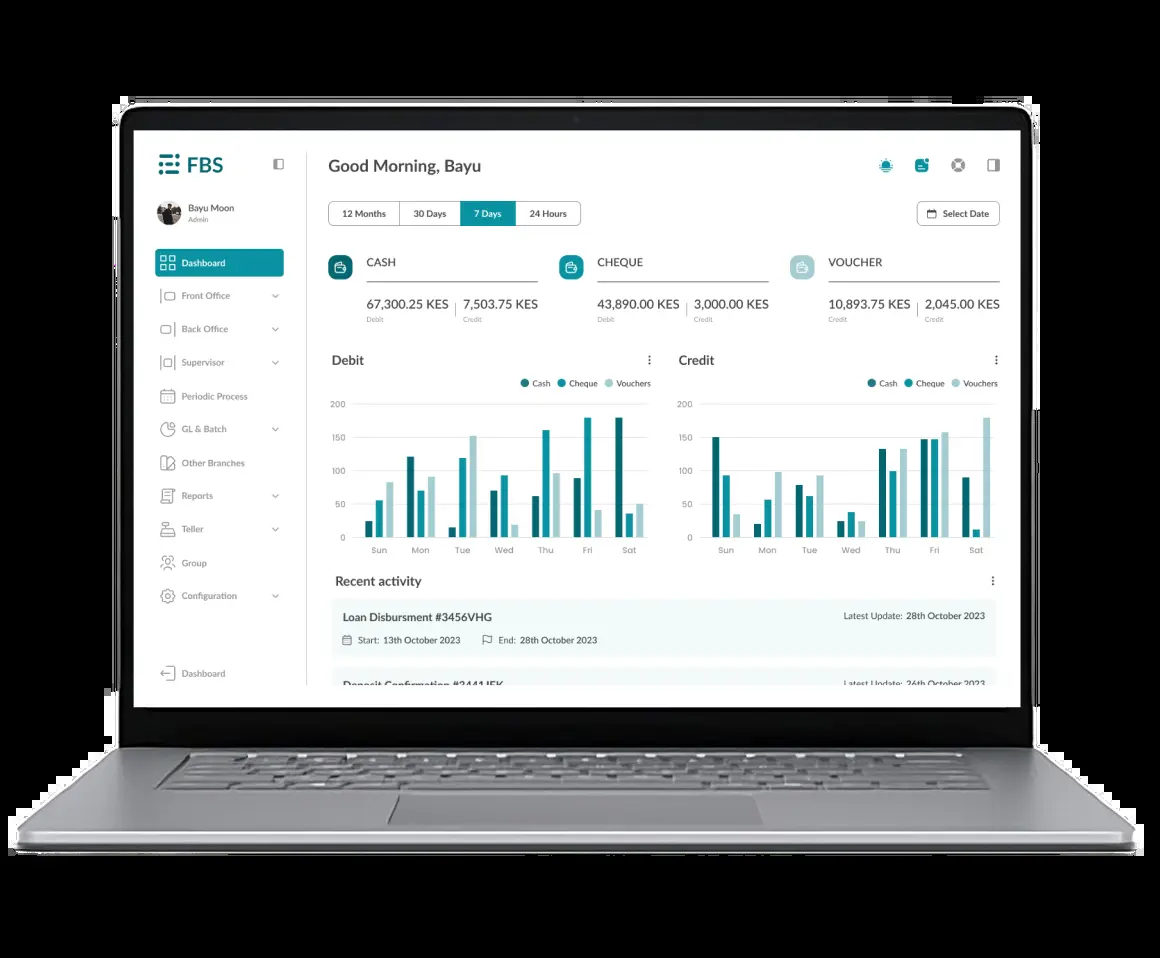 FBS
Good Morning, Bayu
Bayu Moon
Admin
12 Months 30 Days 7 Days 24 Hours
Select Date
Dashboard
Front Office
Back Office
Supervisor
Periodic Process
GL & Batch
Other Branches
Reports
Teller
Group
Configuration
Dashboard
CASH
67,300.25 KES 7,503.75 KES
Debit Credit
CHEQUE
43,890.00 KES 3,000.00 KES
Debit Credit
VOUCHER
10,893.75 KES 2,045.00 KES
Credit Credit
Debit
Cash Cheque Vouchers
200
150
100
50
0
Sun Mon Tue Wed Thu Fri Sat
Credit
Cash Cheque Vouchers
200
150
100
50
0
Sun Mon Tue Wed Thu Fri Sat
Recent activity
Loan Disbursment #3456VHG
Latest Update: 28th October 2023
Start: 13th October 2023 End: 28th October 2023
Deposit Confirmation #3441JFK
Latest Update: 26th October 2023